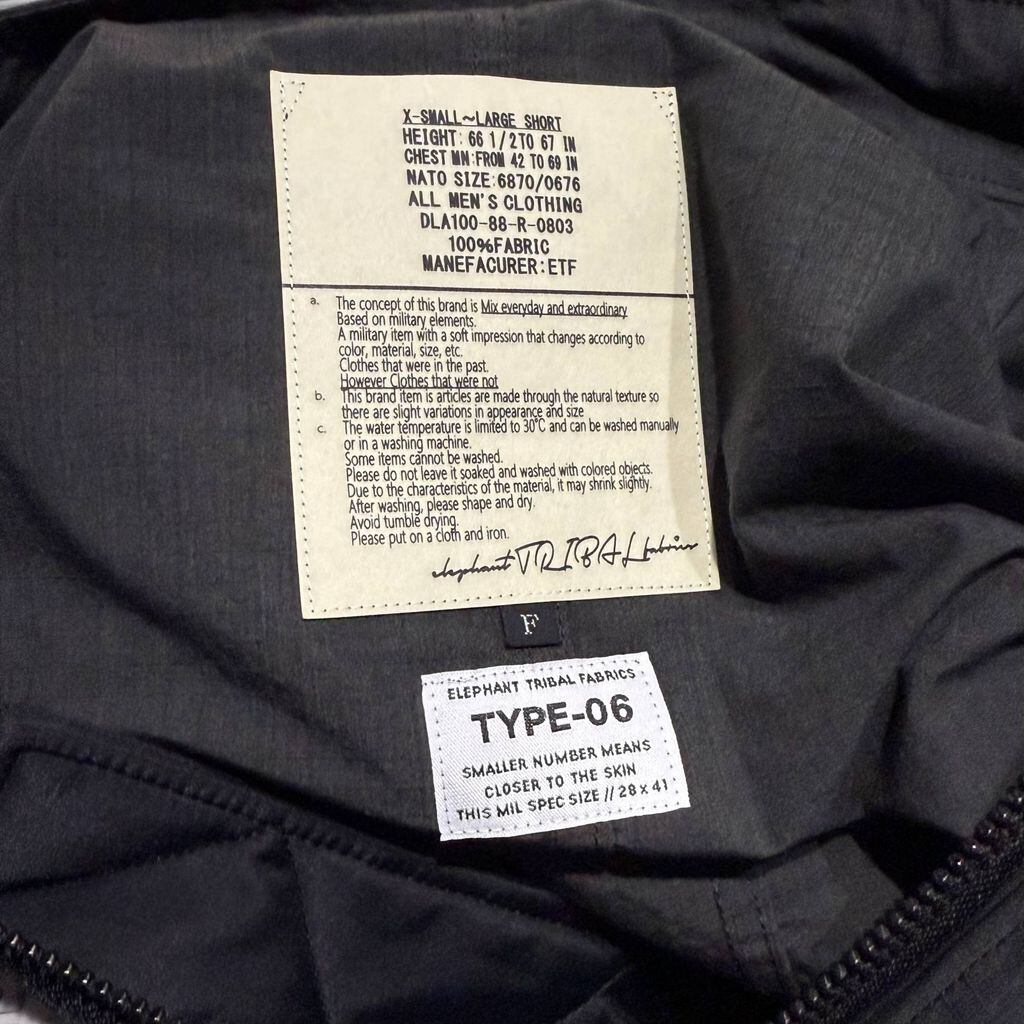 X-SMALL~LARGE SHORT
HEIGHT: 66 1/2TO 67 IN
CHEST MN:FROM 42 TO 69 IN
NATO SIZE:6870/0676
ALL MEN'S CLOTHING
DLA100-88-R-0803
100%FABRIC
MANEFACURER:ETF
a. The concept of this brand is Mix everyday and extraordinary
Based on military elements.
A military item with a soft impression that changes according to
color, material, size, etc.
Clothes that were in the past.
However Clothes that were not
b. This brand item is articles are made through the natural texture so
there are slight variations in appearance and size
c. The water temperature is limited to 30°C and can be washed manually
or in a washing machine.
Some items cannot be washed.
Please do not leave it soaked and washed with colored objects.
Due to the characteristics of the material, it may shrink slightly.
After washing, please shape and dry.
Avoid tumble drying.
Please put on a cloth and iron.
elephant TRIBAL fabrics
F
ELEPHANT TRIBAL FABRICS
TYPE-06
SMALLER NUMBER MEANS
CLOSER TO THE SKIN
THIS MIL SPEC SIZE // 28 x 41